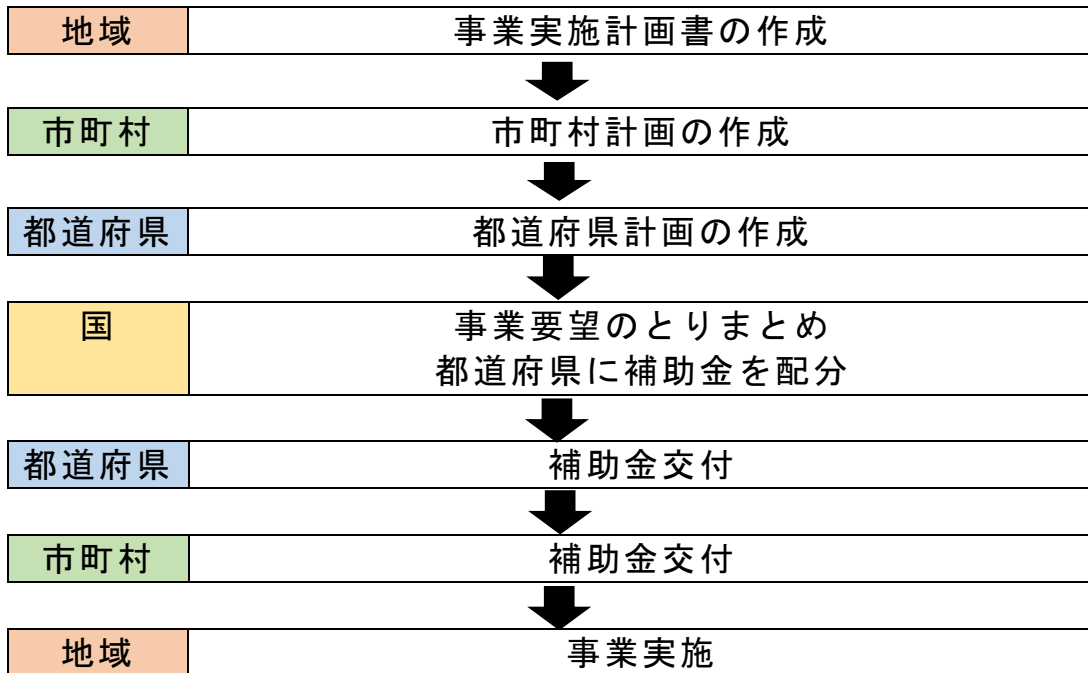 地域 事業実施計画書の作成
市町村 市町村計画の作成
都道府県 都道府県計画の作成
国 事業要望のとりまとめ
都道府県に補助金を配分
都道府県 補助金交付
市町村 補助金交付
地域 事業実施